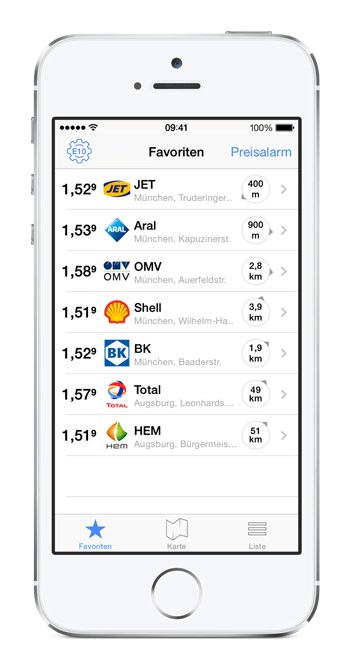 09:41
100%
E10
Favoriten
Preisalarm
1,52⁹
JET
JET
München, Truderinger...
400
m
1,53⁹
ARAL
Aral
München, Kapuzinerst.
900
m
1,58⁹
OMV
OMV
München, Auerfeldstr.
2,8
km
1,51⁹
Shell
München, Wilhelm-Ha...
3,9
km
1,52⁹
BK
BK
München, Baaderstr.
1,9
km
1,57⁹
TOTAL
Total
Augsburg, Leonhards...
49
km
1,51⁹
Hem
HEM
Augsburg, Bürgermeis...
51
km
Favoriten
Karte
Liste